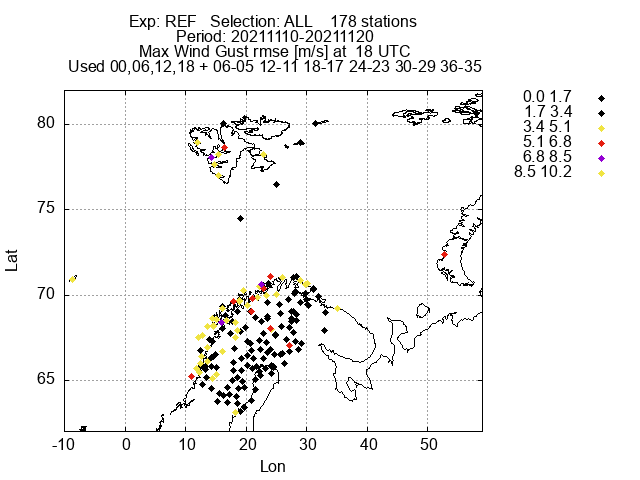 Exp: REF Selection: ALL 178 stations
Period: 20211110-20211120
Max Wind Gust rmse [m/s] at 18 UTC
Used 00,06,12,18 + 06-05 12-11 18-17 24-23 30-29 36-35
0.0 1.7
1.7 3.4
3.4 5.1
5.1 6.8
6.8 8.5
8.5 10.2
80
75
70
65
Lat
-10 0 10 20 30 40 50
Lon